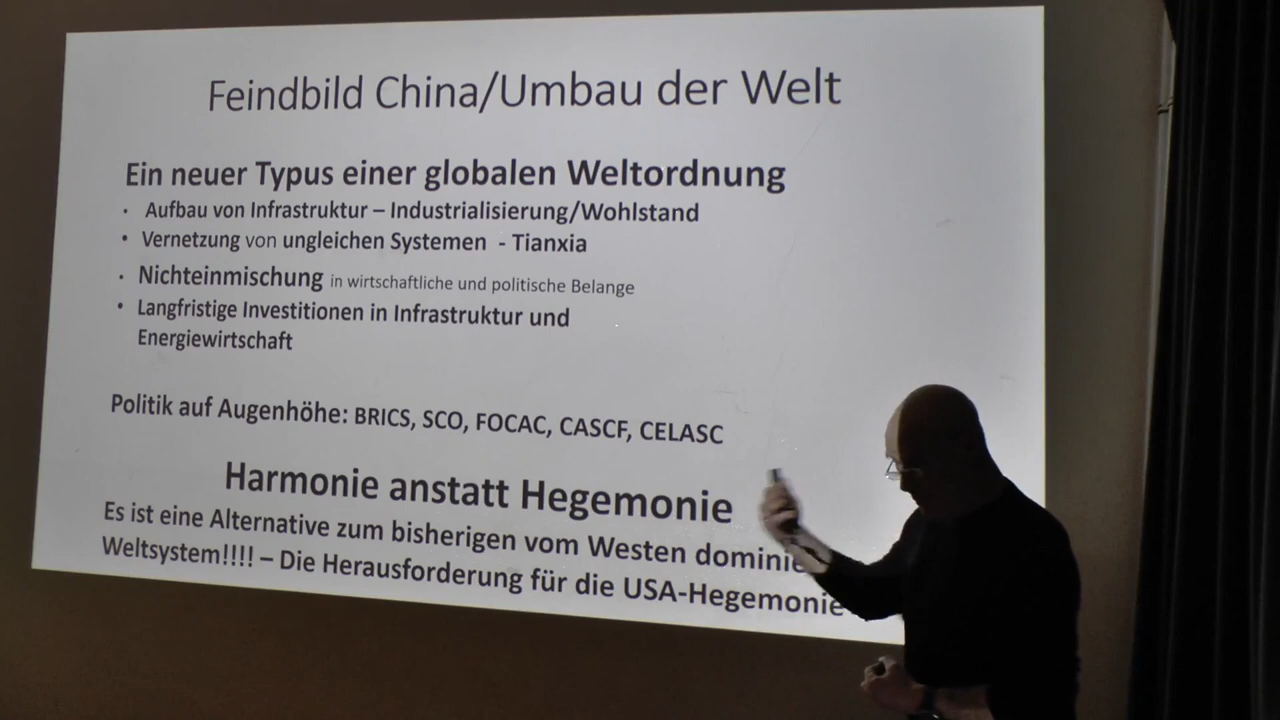 Feindbild China/Umbau der Welt
Ein neuer Typus einer globalen Weltordnung
• Aufbau von Infrastruktur – Industrialisierung/Wohlstand
• Vernetzung von ungleichen Systemen - Tianxia
• Nichteinmischung in wirtschaftliche und politische Belange
• Langfristige Investitionen in Infrastruktur und
Energiewirtschaft
Politik auf Augenhöhe: BRICS, SCO, FOCAC, CASCF, CELASC
Harmonie anstatt Hegemonie
Es ist eine Alternative zum bisherigen vom Westen
Weltsystem!!!! – Die Herausforderung für die USA-Hegemonie